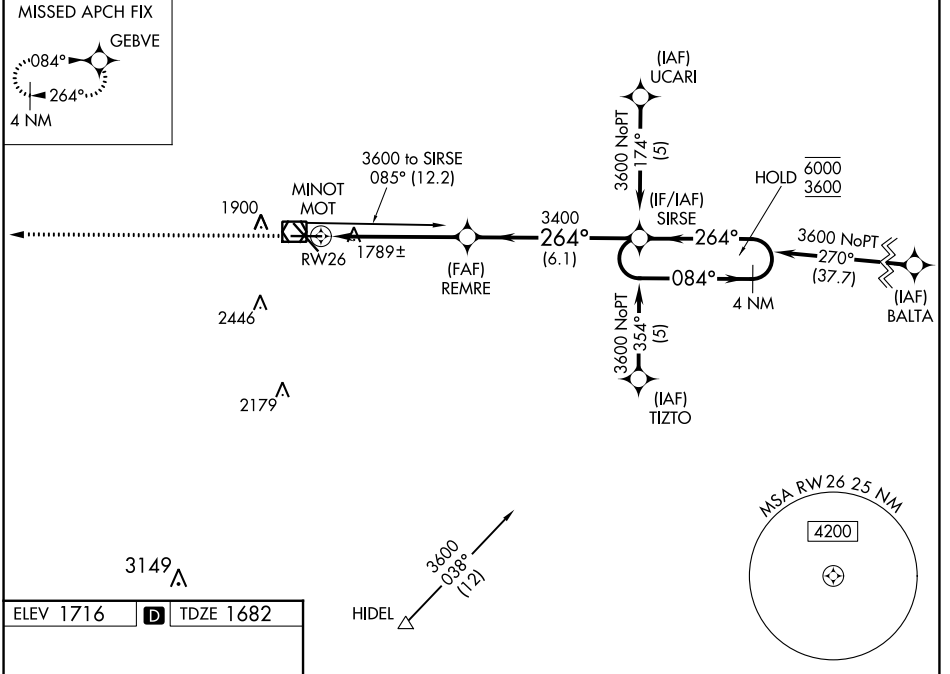 MISSED APCH FIX
GEBVE
084°
264°
4 NM
(IAF)
UCARI
3600 NoPT
174°
(5)
3600 to SIRSE
085° (12.2)
HOLD
6000
3600
MINOT
MOT
1900
(IF/IAF)
SIRSE
3400
264°
(6.1)
264°
3600 NoPT
270°
(37.7)
RW26
1789±
(FAF)
REMRE
084°
4 NM
(IAF)
BALTA
2446
3600 NoPT
354°
(5)
2179
(IAF)
TIZTO
MSA RW26 25 NM
4200
3149
3600
038°
(12)
HIDEL
ELEV 1716 D TDZE 1682